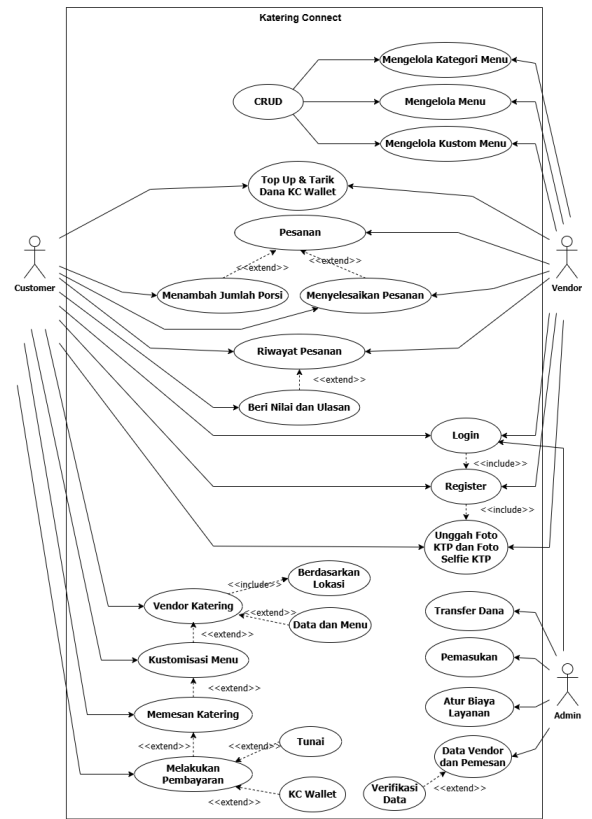 Katering Connect
Mengelola Kategori Menu
CRUD
Mengelola Menu
Mengelola Kustom Menu
Top Up & Tarik
Dana KC Wallet
Pesanan
<<extend>>
<<extend>>
Customer
Vendor
Menambah Jumlah Porsi
Menyelesaikan Pesanan
Riwayat Pesanan
<<extend>>
Beri Nilai dan Ulasan
Login
<<include>>
Register
<<include>>
Unggah Foto
KTP dan Foto
Selfie KTP
Berdasarkan
Lokasi
<<include>>
Vendor Katering
<<extend>>
Data dan Menu
<<extend>>
Transfer Dana
Kustomisasi Menu
Pemasukan
<<extend>>
Memesan Katering
Atur Biaya
Layanan
Admin
<<extend>>
<<extend>>
Tunai
Melakukan
Pembayaran
Data Vendor
dan Pemesan
KC Wallet
<<extend>>
Verifikasi
Data
<<extend>>